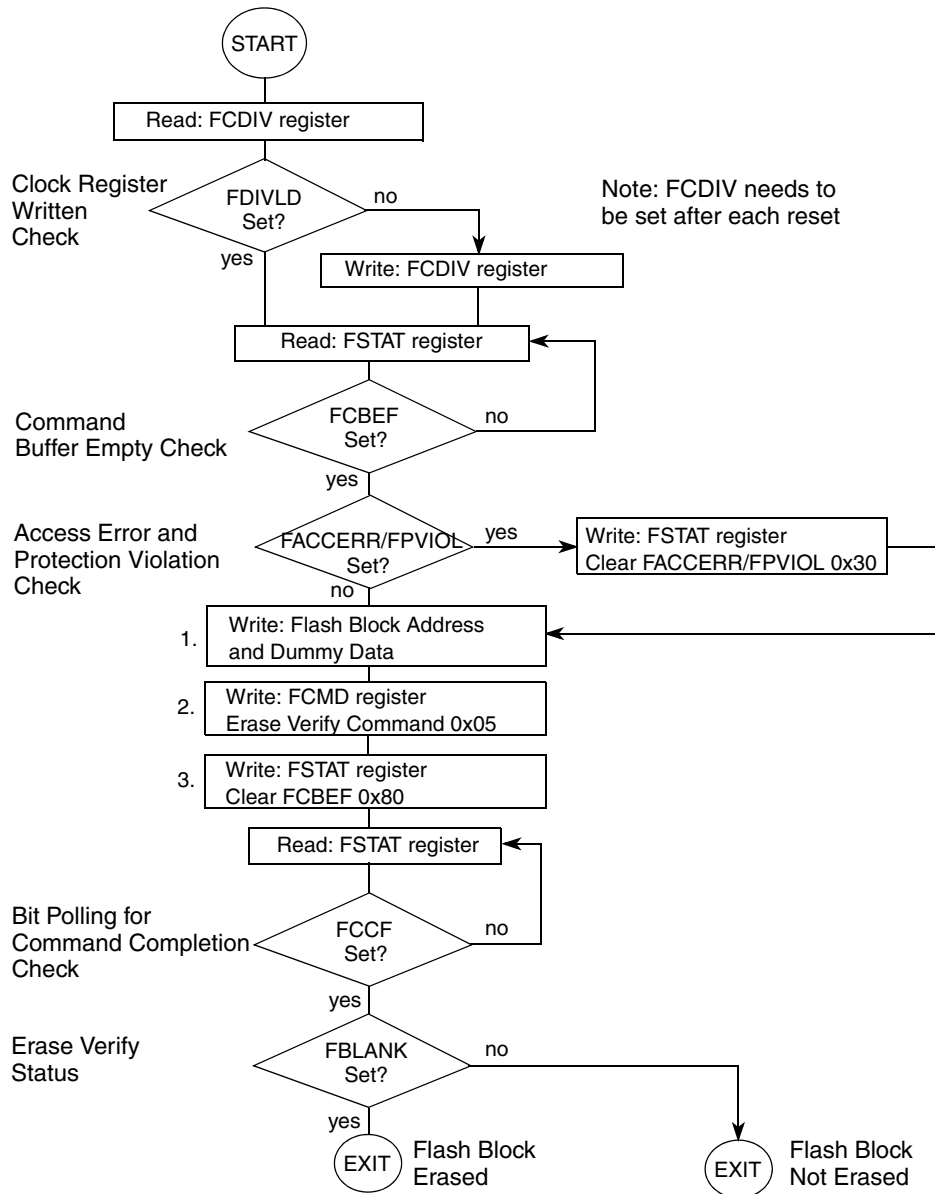 START
Read: FCDIV register
Clock Register
Written
Check
FDIVLD
Set?
no
yes
Note: FCDIV needs to
be set after each reset
Write: FCDIV register
Read: FSTAT register
Command
Buffer Empty Check
FCBEF
Set?
no
yes
Access Error and
Protection Violation
Check
FACCERR/FPVIOL
Set?
yes
no
Write: FSTAT register
Clear FACCERR/FPVIOL 0x30
1.
Write: Flash Block Address
and Dummy Data
2.
Write: FCMD register
Erase Verify Command 0x05
3.
Write: FSTAT register
Clear FCBEF 0x80
Read: FSTAT register
Bit Polling for
Command Completion
Check
FCCF
Set?
no
yes
Erase Verify
Status
FBLANK
Set?
no
yes
EXIT
Flash Block
Erased
EXIT
Flash Block
Not Erased